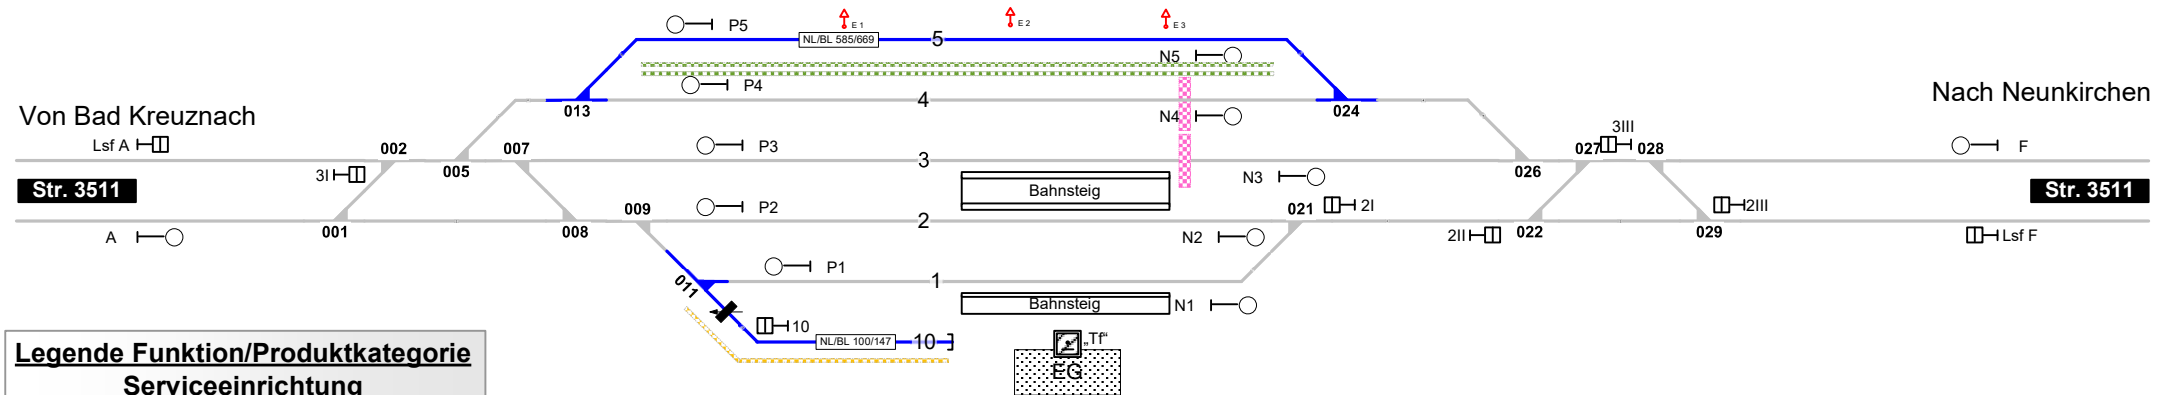 P5
E 1
E 2
E 3
NL/BL 585/669
5
N5
P4
Von Bad Kreuznach
013
4
N4
024
Nach Neunkirchen
Lsf A
002
007
P3
3III
027
028
F
3I
005
3
026
Str. 3511
Bahnsteig
N3
Str. 3511
009
P2
021
2I
2III
A
001
008
2
N2
2II
022
029
Lsf F
011
P1
1
Bahnsteig
N1
10
NL/BL 100/147
10
„Tf“
EG
Legende Funktion/Produktkategorie
Serviceeinrichtung